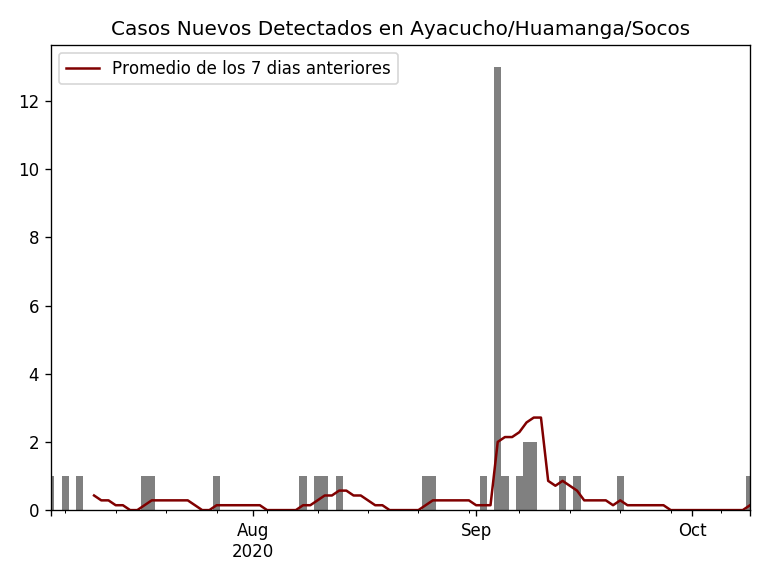 Casos Nuevos Detectados en Ayacucho/Huamanga/Socos
Promedio de los 7 dias anteriores
12
10
8
6
4
2
0
Aug
2020
Sep
Oct